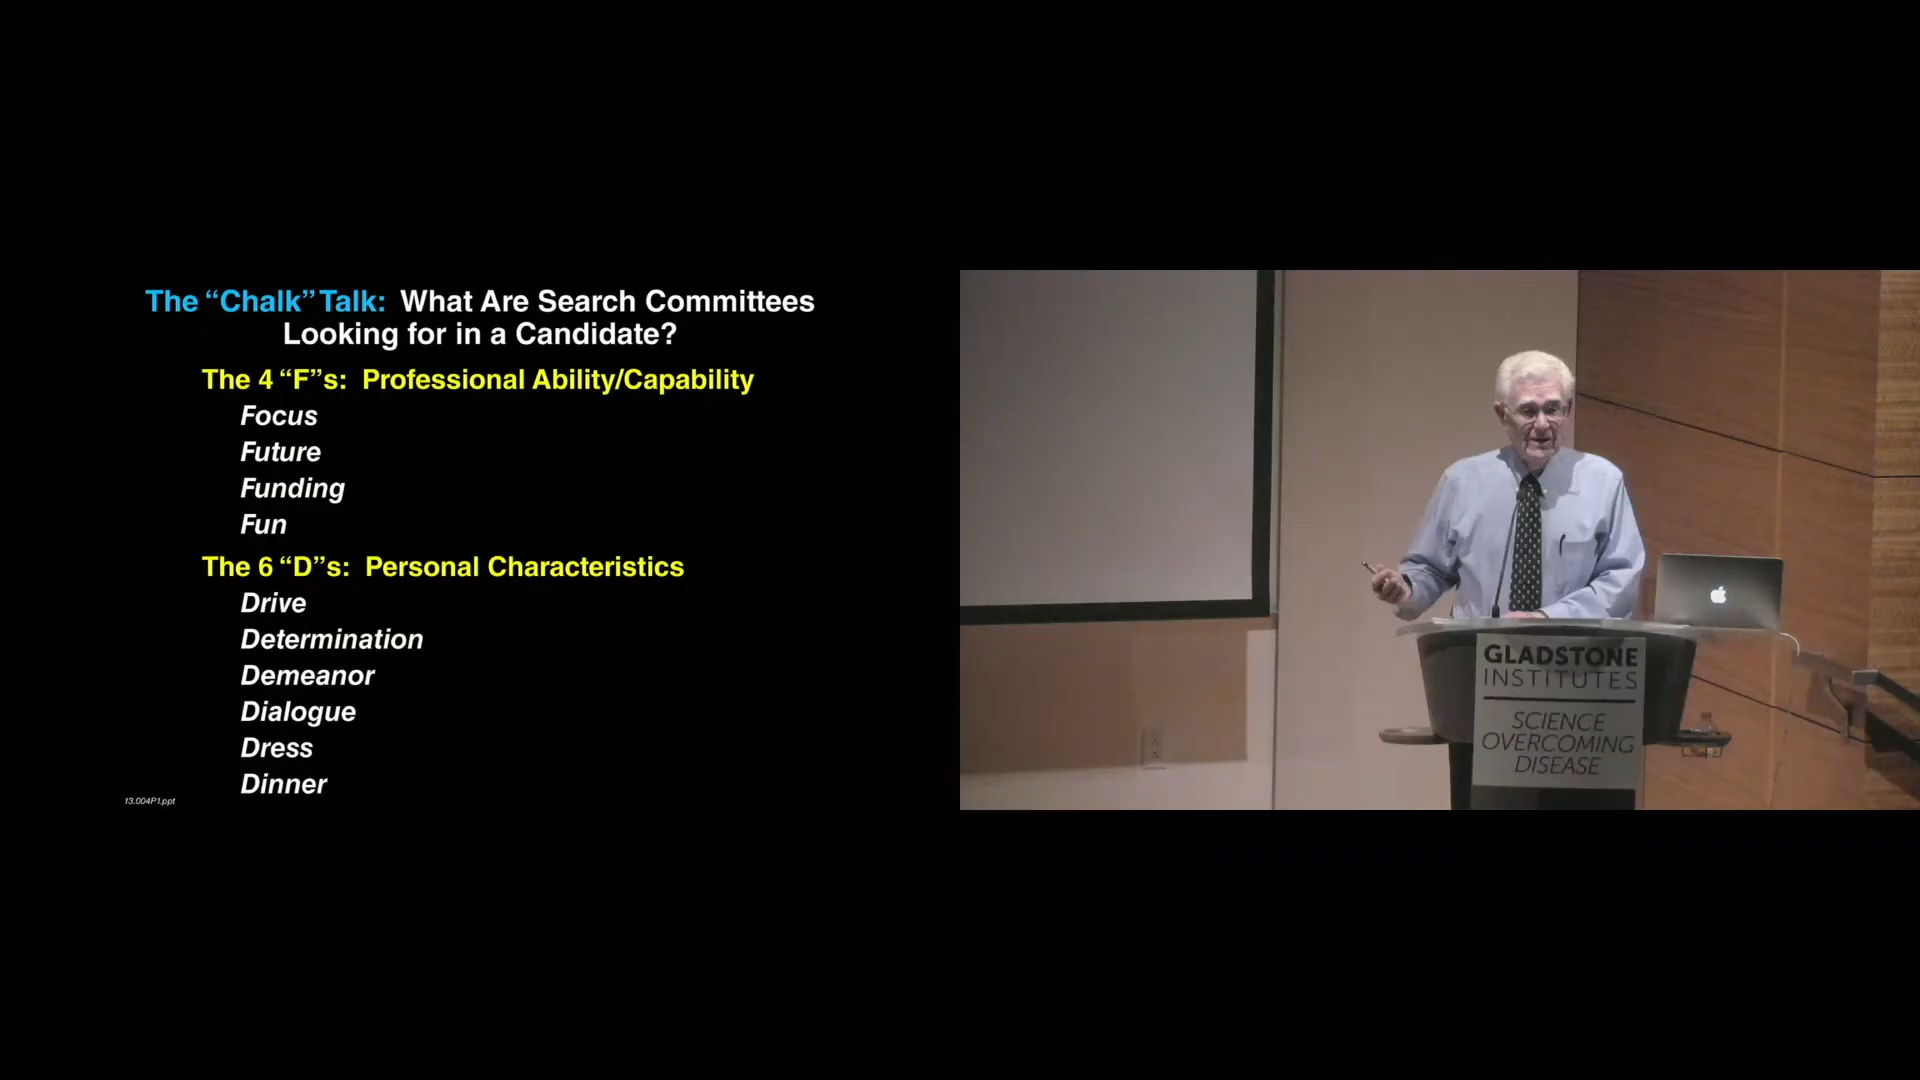 The “Chalk” Talk: What Are Search Committees
Looking for in a Candidate?
The 4 “F”s: Professional Ability/Capability
Focus
Future
Funding
Fun
The 6 “D”s: Personal Characteristics
Drive
Determination
Demeanor
Dialogue
Dress
Dinner
13.004P1.ppt
GLADSTONE
INSTITUTES
SCIENCE
OVERCOMING
DISEASE